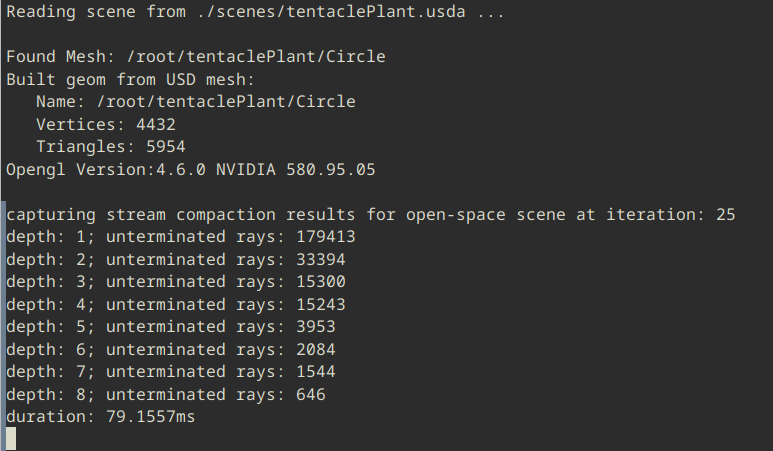 Reading scene from ./scenes/tentaclePlant.usda ...
Found Mesh: /root/tentaclePlant/Circle
Built geom from USD mesh:
   Name: /root/tentaclePlant/Circle
   Vertices: 4432
   Triangles: 5954
Opengl Version:4.6.0 NVIDIA 580.95.05
capturing stream compaction results for open-space scene at iteration: 25
depth: 1; unterminated rays: 179413
depth: 2; unterminated rays: 33394
depth: 3; unterminated rays: 15300
depth: 4; unterminated rays: 15243
depth: 5; unterminated rays: 3953
depth: 6; unterminated rays: 2084
depth: 7; unterminated rays: 1544
depth: 8; unterminated rays: 646
duration: 79.1557ms